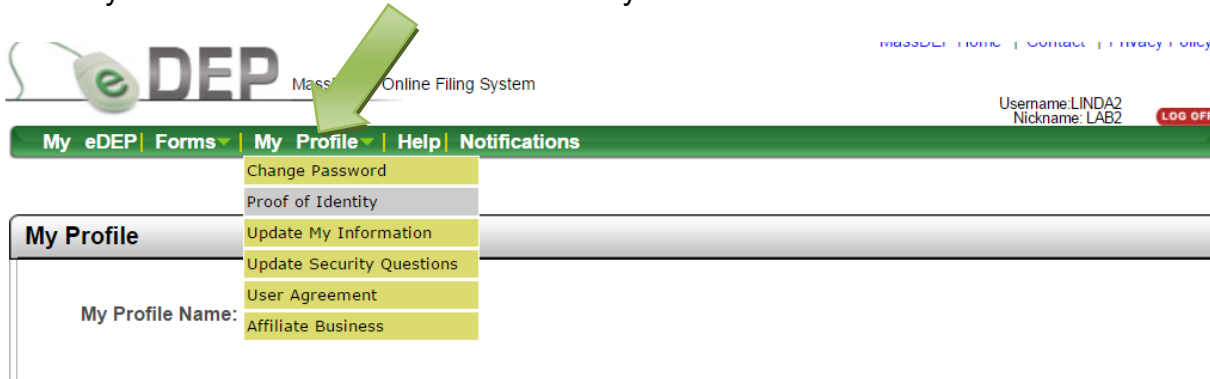 MassDEP Home | Contact | Privacy Policy
eDEP
Online Filing System
Username:LINDA2
Nickname: LAB2
LOG OFF
My eDEP| Forms | My Profile | Help| Notifications
Change Password
Proof of Identity
My Profile
Update My Information
Update Security Questions
User Agreement
My Profile Name:
Affiliate Business